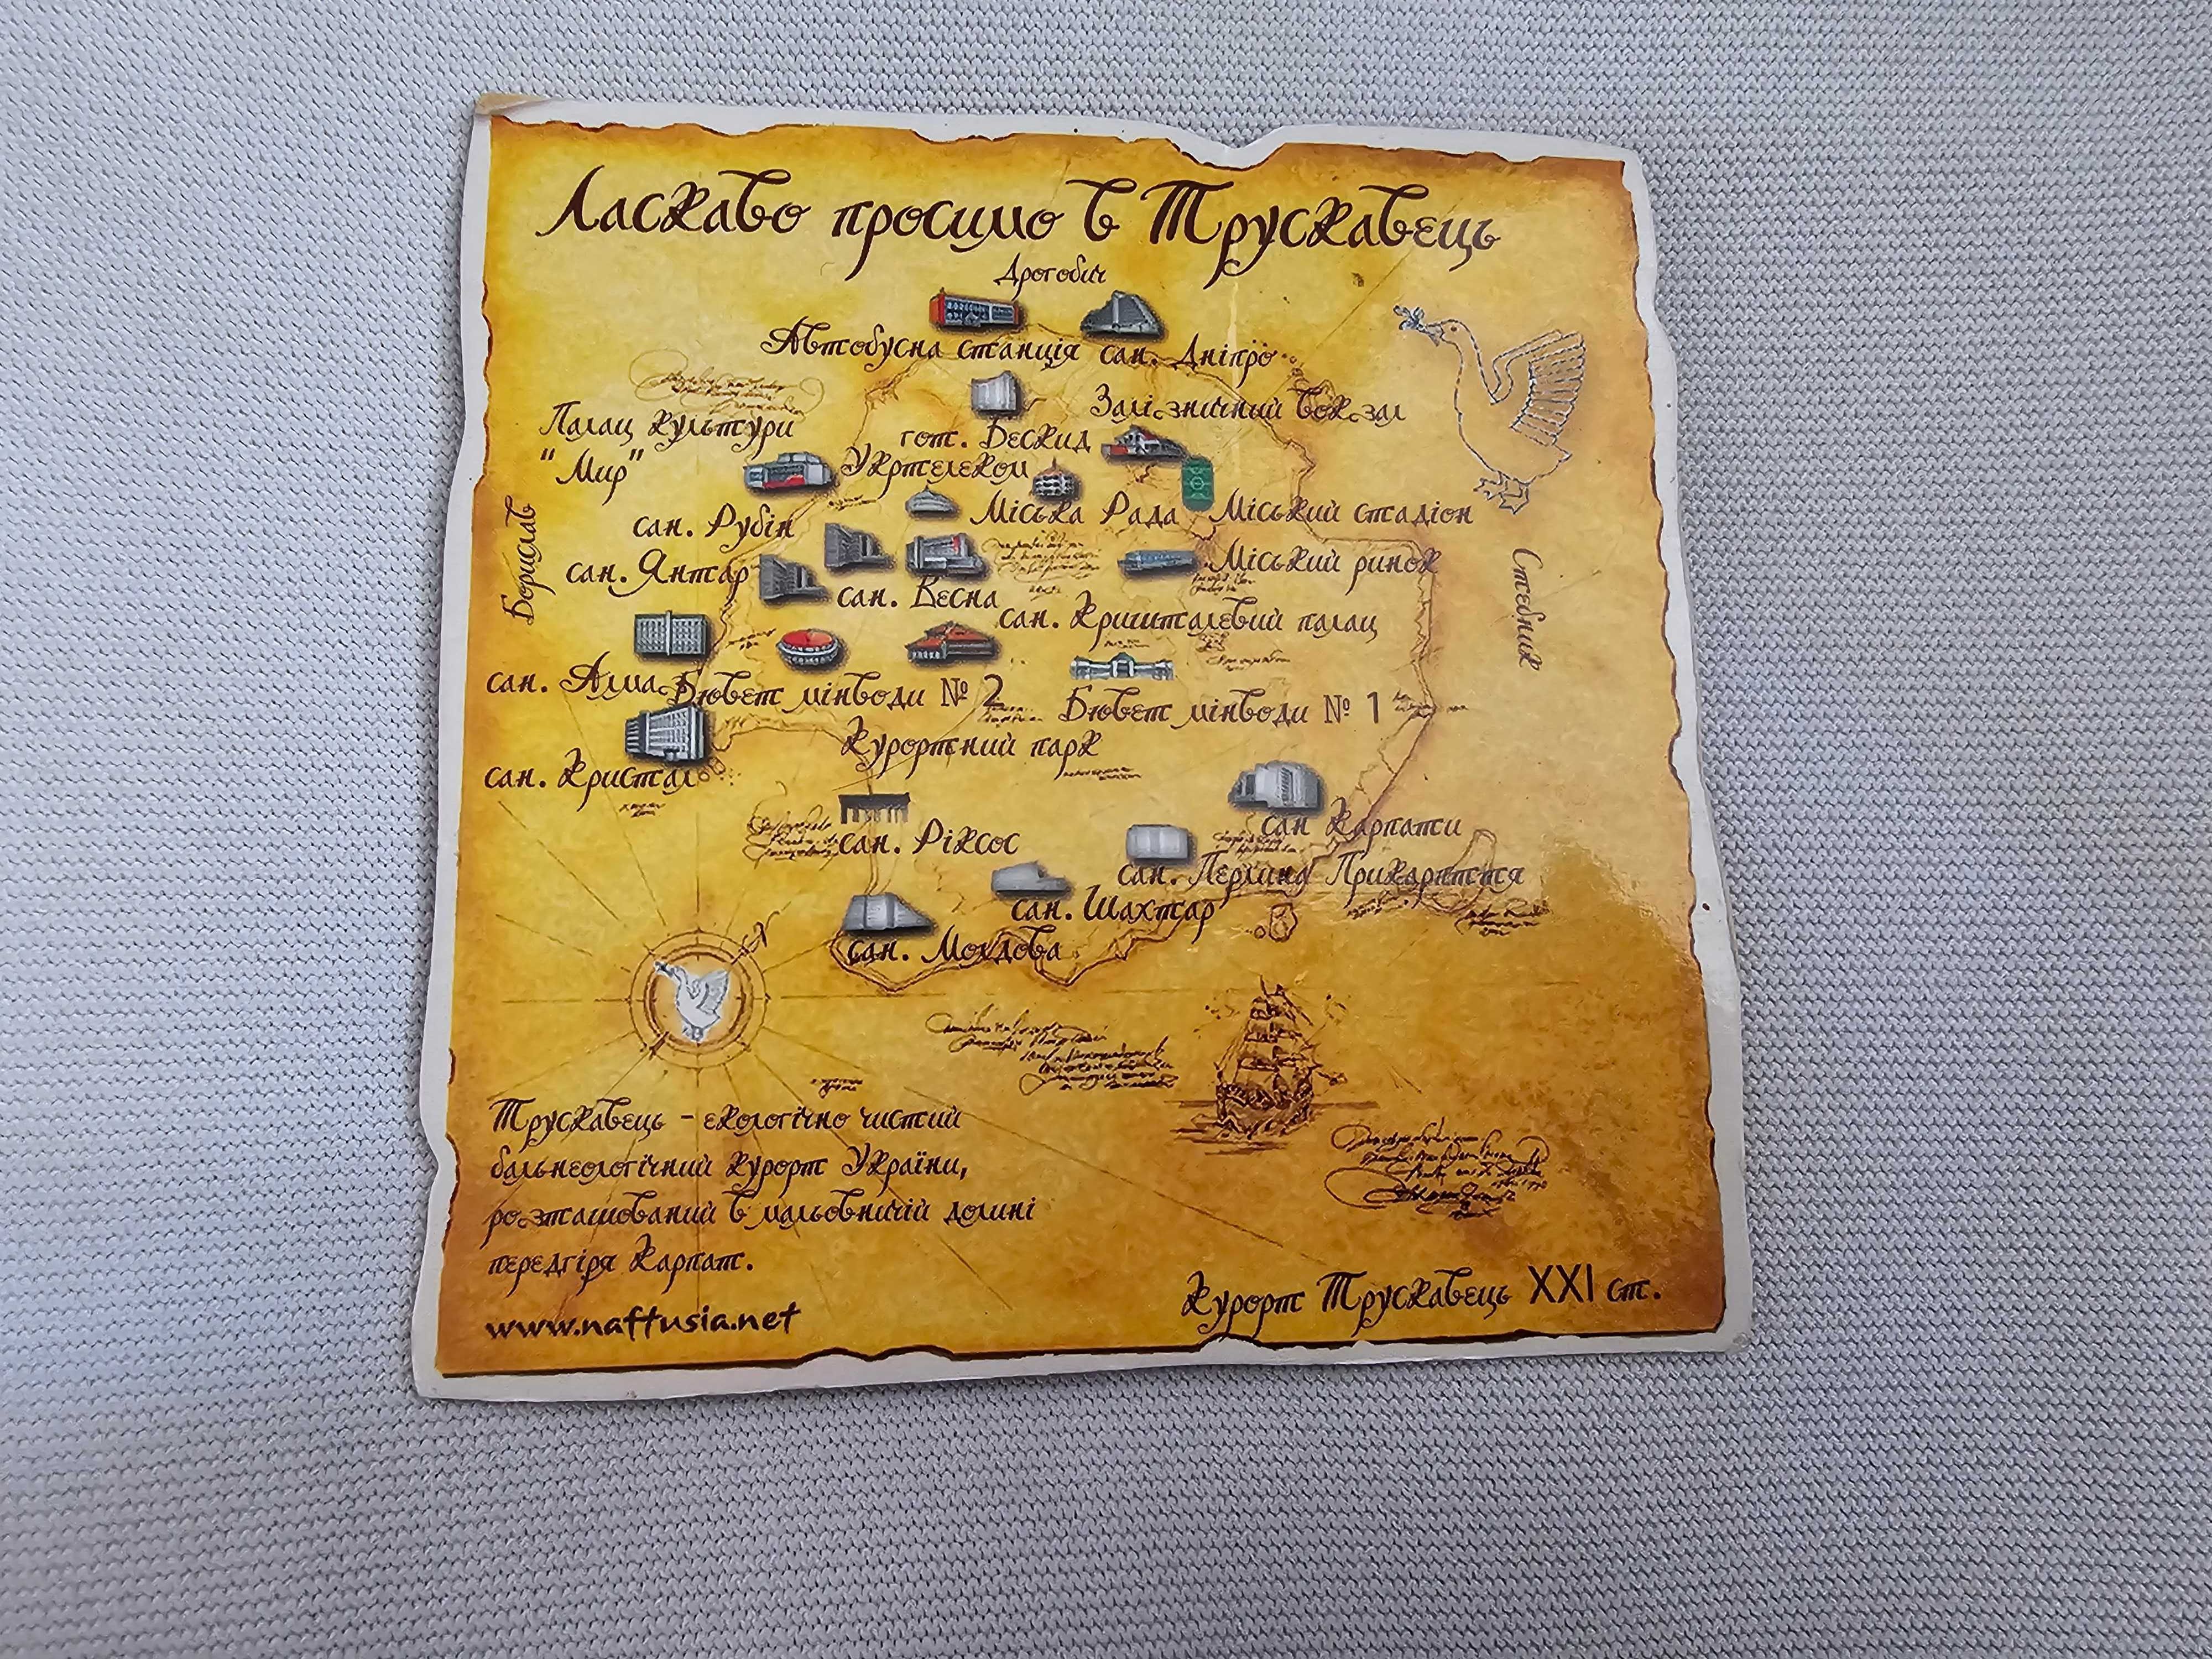 Ласкаво просимо в Трускавець
Дрогобич
Автобусна станція
сан. Дніпро
Залізничний вокзал
Палац культури
"Мир"
гот. Бескид
Укртелеком
Міська Рада
Міський стадіон
сан. Рубін
Борислав
Стебник
сан. Янтар
Міський ринок
сан. Весна
сан. Кришталевий палац
сан. Алмаз
Бювет мінводи № 2
Бювет мінводи № 1
Курортний парк
сан. Кристал
сан Карпати
сан. Ріксос
сан. Перлина Прикарпаття
сан. Шахтар
сан. Молдова
Трускавець - екологічно чистий
бальнеологічний курорт України,
розташований в мальовничій долині
передгіря Карпат.
www.naftusia.net
Курорт Трускавець XXI ст.